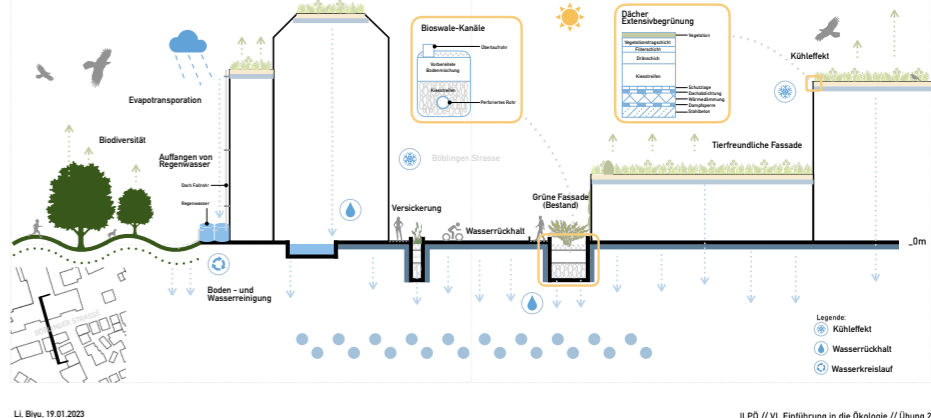 Bioswale-Kanäle
Überlaufrohr
Vorbereitete
Bodenmischung
Kiesstreifen
Perforiertes Rohr
Dächer
Extensivbegrünung
Vegetation
Vegetationstragschicht
Filterschicht
Dränschicht
Kiesstreifen
Schutzlage
Dachabdichtung
Wärmedämmung
Dampfsperre
Stahlbeton
Kühleffekt
Evapotransporation
Biodiversität
Auffangen von
Regenwasser
Dach Fallrohr
Regenwasser
Böblingen Strasse
Tierfreundliche Fassade
Versickerung
Grüne Fassade
(Bestand)
Wasserrückhalt
_0m
Boden - und
Wasserreinigung
BÖBLINGER STRASSE
Legende:
Kühleffekt
Wasserrückhalt
Wasserkreislauf
Li, Biyu, 19.01.2023
ILPÖ // VL Einführung in die Ökologie // Übung 2